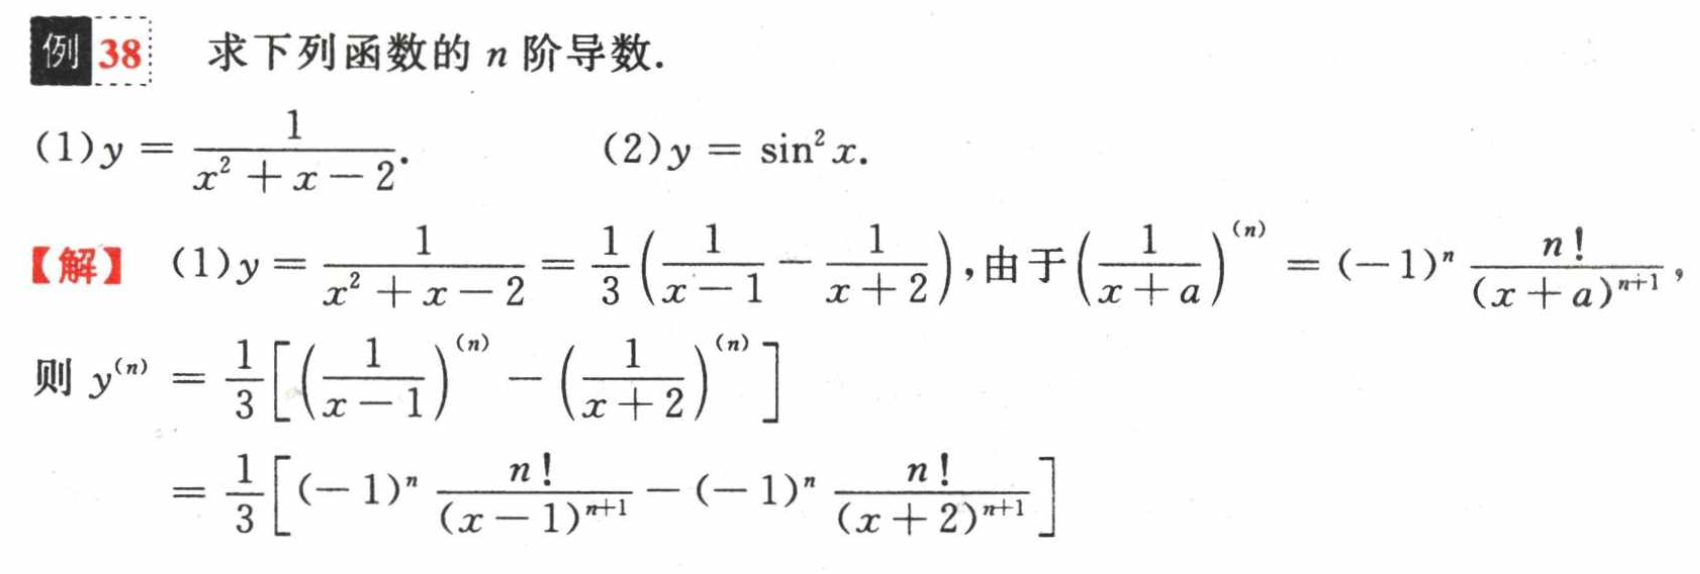 例 38 求下列函数的 n 阶导数.
(1) y = \frac{1}{x^2 + x - 2}. (2) y = \sin^2 x.
【解】 (1) y = \frac{1}{x^2 + x - 2} = \frac{1}{3}\left(\frac{1}{x-1} - \frac{1}{x+2}\right), 由于 \left(\frac{1}{x+a}\right)^{(n)} = (-1)^n \frac{n!}{(x+a)^{n+1}},
则 y^{(n)} = \frac{1}{3}\left[\left(\frac{1}{x-1}\right)^{(n)} - \left(\frac{1}{x+2}\right)^{(n)}\right]
= \frac{1}{3}\left[(-1)^n \frac{n!}{(x-1)^{n+1}} - (-1)^n \frac{n!}{(x+2)^{n+1}}\right]